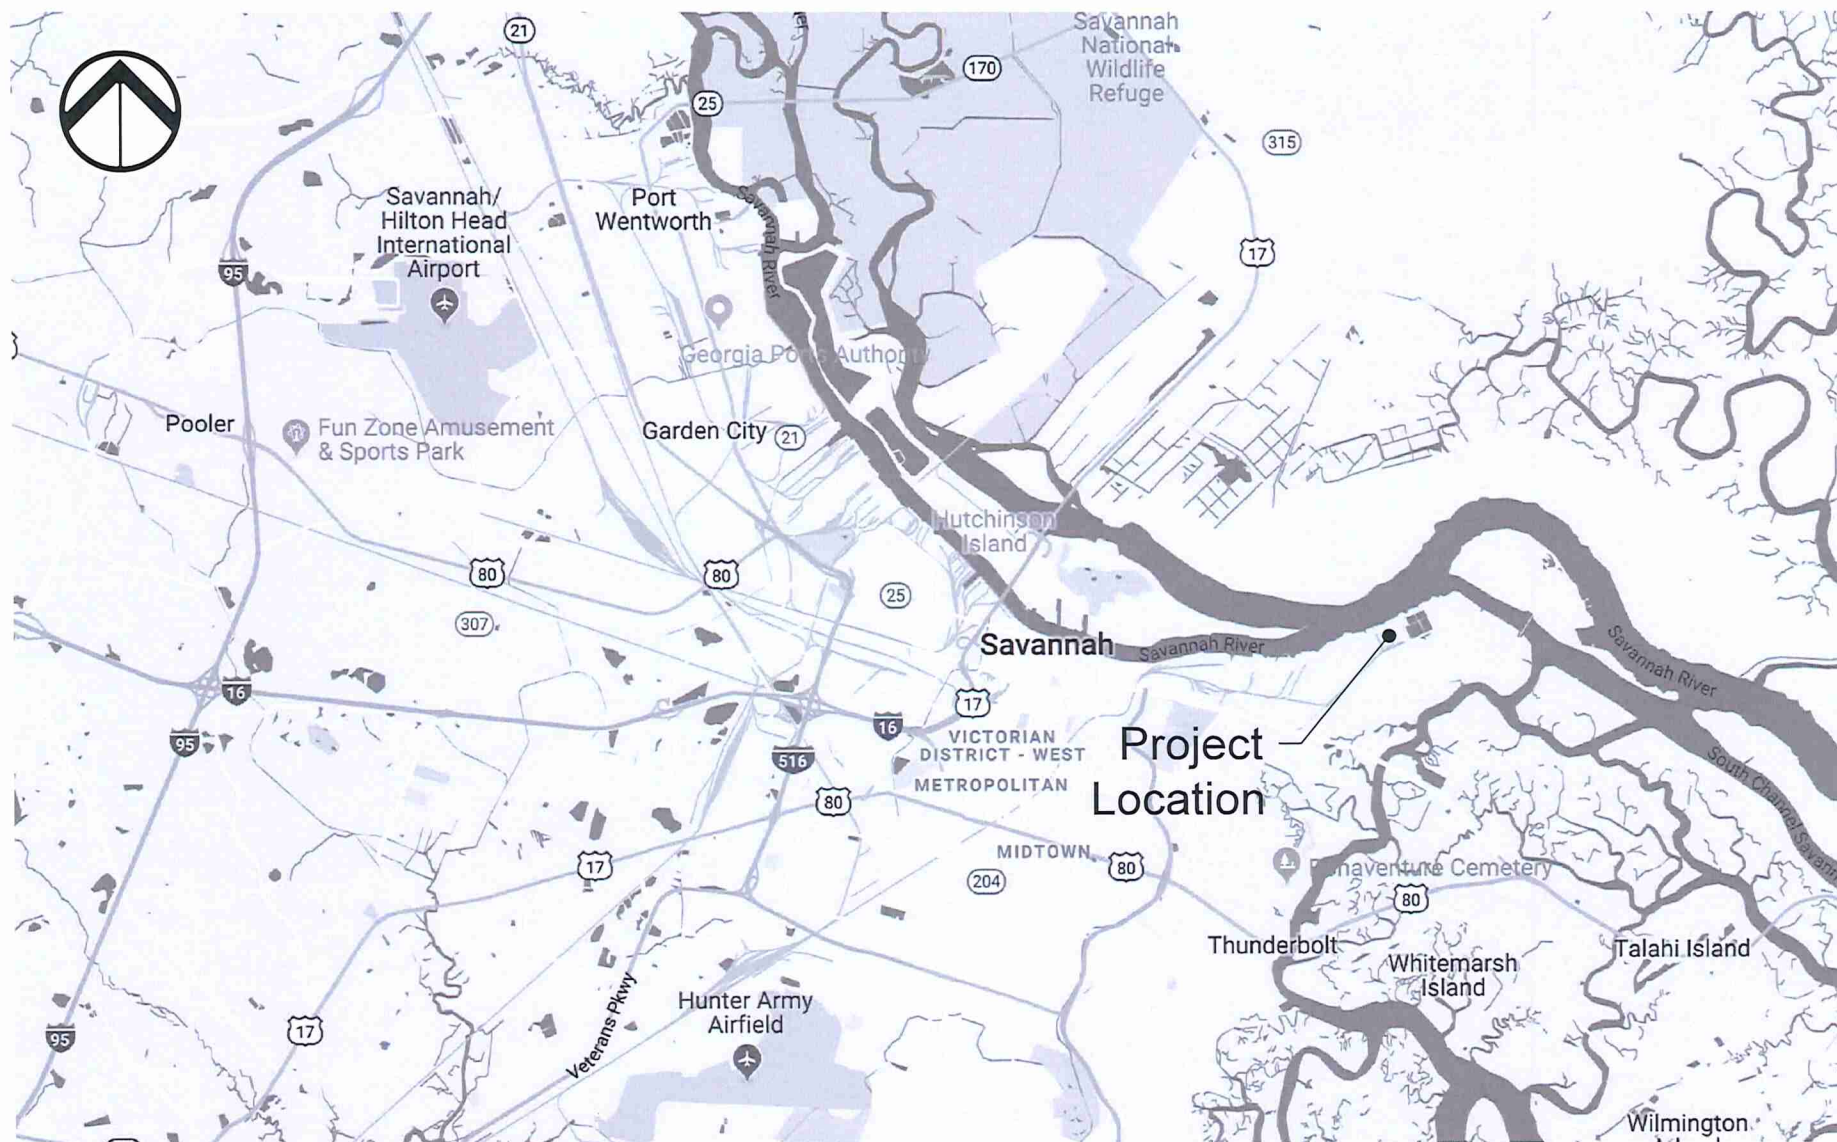 21
Savannah
National
Wildlife
Refuge
170
25
315
Savannah/
Hilton Head
International
Airport
Port
Wentworth
Savannah River
17
95
Georgia Ports Authority
Pooler
Fun Zone Amusement
& Sports Park
Garden City
21
Hutchinson
Island
80
80
25
307
Savannah
Savannah River
Savannah River
16
95
17
16
VICTORIAN
DISTRICT - WEST
Project
Location
516
METROPOLITAN
South Channel
80
MIDTOWN
17
80
204
Bonaventure Cemetery
80
Thunderbolt
Whitemarsh
Island
Talahi Island
Veterans Pkwy
Hunter Army
Airfield
17
95
Wilmington